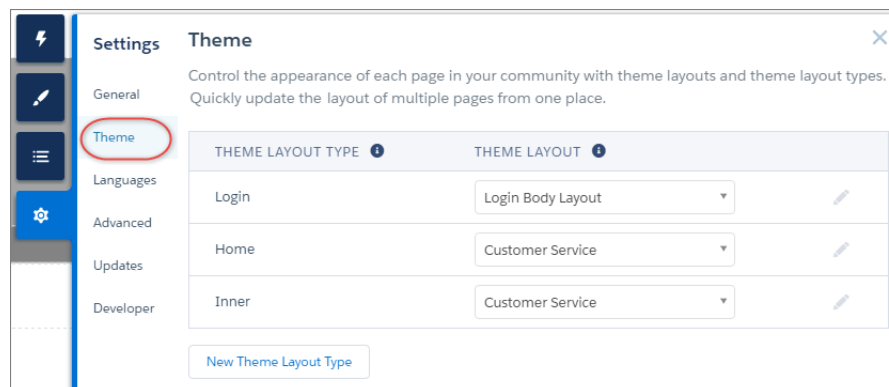 Settings
General
Theme
Languages
Advanced
Updates
Developer
Theme
Control the appearance of each page in your community with theme layouts and theme layout types.
Quickly update the layout of multiple pages from one place.
THEME LAYOUT TYPE THEME LAYOUT
Login Login Body Layout
Home Customer Service
Inner Customer Service
New Theme Layout Type